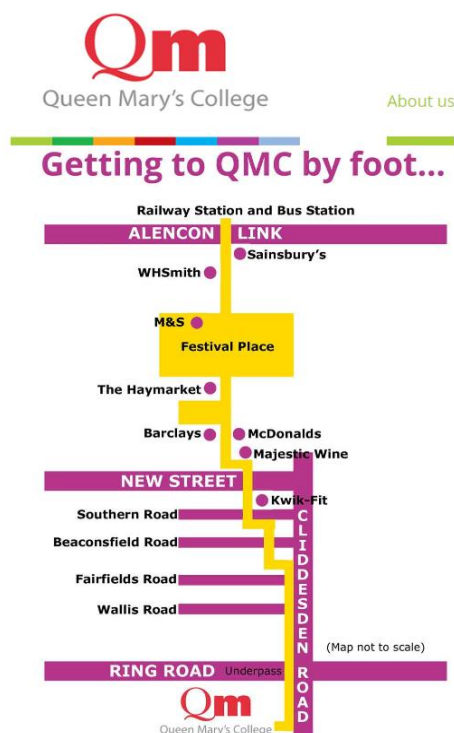 Qm
Queen Mary's College
About us
Getting to QMC by foot...
Railway Station and Bus Station
ALENCON LINK
Sainsbury's
WHSmith
M&S
Festival Place
The Haymarket
Barclays
McDonalds
Majestic Wine
NEW STREET
Kwik-Fit
Southern Road
Beaconsfield Road
Fairfields Road
Wallis Road
CLIDDESDEN ROAD
(Map not to scale)
RING ROAD
Underpass
Qm
Queen Mary's College